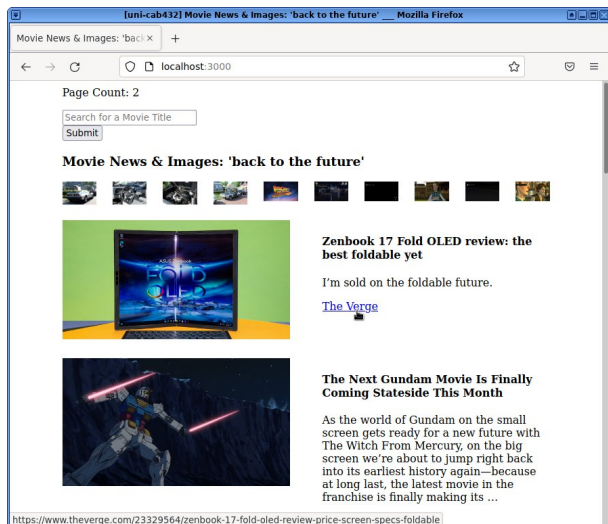 [uni-cab432] Movie News & Images: 'back to the future' __ Mozilla Firefox
Movie News & Images: 'back
localhost:3000
Page Count: 2
Search for a Movie Title
Submit
Movie News & Images: 'back to the future'
Zenbook 17 Fold OLED review: the
best foldable yet
I'm sold on the foldable future.
The Verge
FOLD
OLED
The Next Gundam Movie Is Finally
Coming Stateside This Month
As the world of Gundam on the small
screen gets ready for a new future with
The Witch From Mercury, on the big
screen we're about to jump right back
into its earliest history again—because
at long last, the latest movie in the
franchise is finally making its …
https://www.theverge.com/23329564/zenbook-17-fold-oled-review-price-screen-specs-foldable